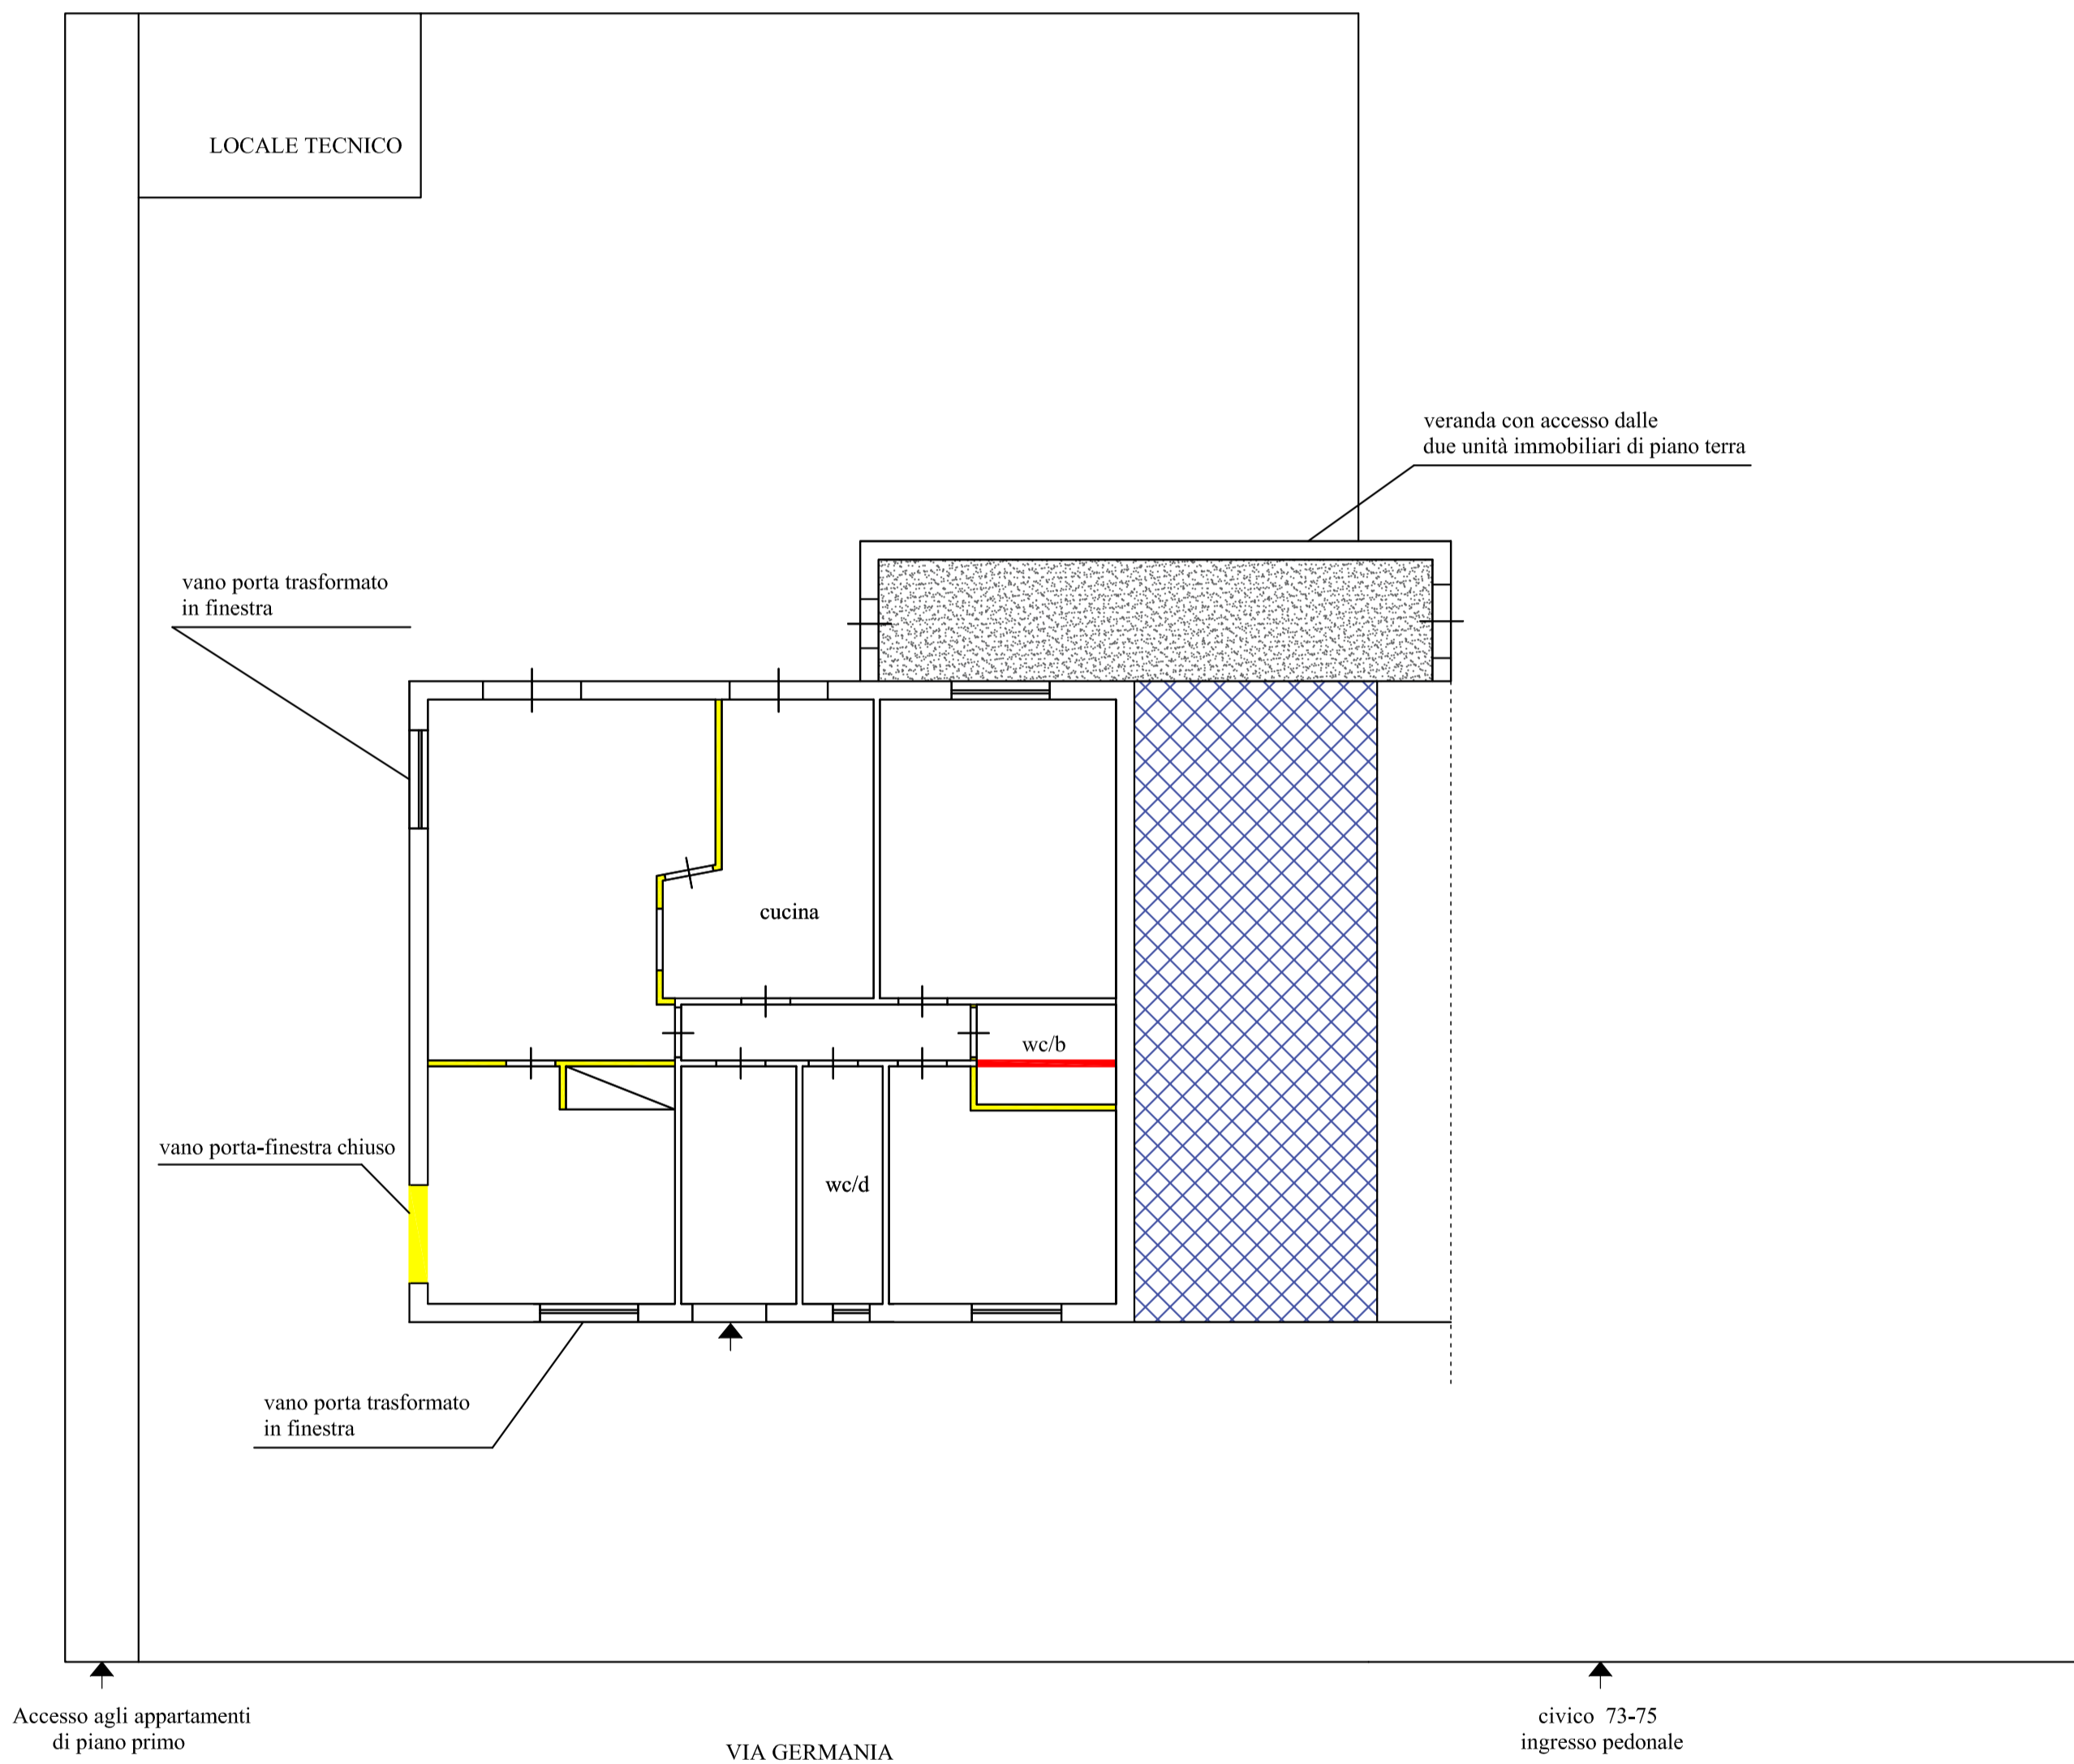 LOCALE TECNICO
veranda con accesso dalle
due unità immobiliari di piano terra
vano porta trasformato
in finestra
cucina
wc/b
vano porta-finestra chiuso
wc/d
vano porta trasformato
in finestra
Accesso agli appartamenti
di piano primo
civico 73-75
ingresso pedonale
VIA GERMANIA